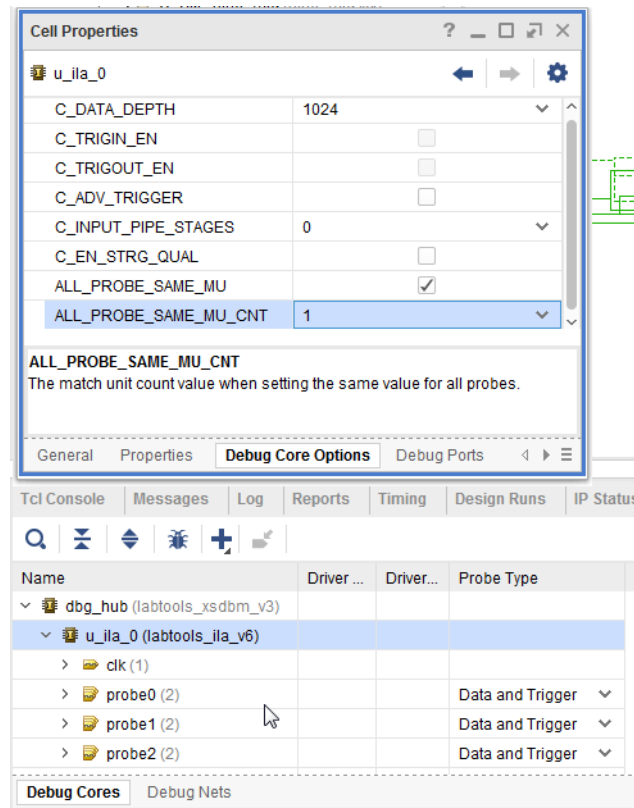 Cell Properties ?
u_ila_0
C_DATA_DEPTH 1024
C_TRIGIN_EN
C_TRIGOUT_EN
C_ADV_TRIGGER
C_INPUT_PIPE_STAGES 0
C_EN_STRG_QUAL
ALL_PROBE_SAME_MU
ALL_PROBE_SAME_MU_CNT 1
ALL_PROBE_SAME_MU_CNT
The match unit count value when setting the same value for all probes.
General Properties Debug Core Options Debug Ports
Tcl Console Messages Log Reports Timing Design Runs IP Status
Name Driver ... Driver... Probe Type
dbg_hub (labtools_xsdbm_v3)
u_ila_0 (labtools_ila_v6)
clk (1)
probe0 (2) Data and Trigger
probe1 (2) Data and Trigger
probe2 (2) Data and Trigger
Debug Cores Debug Nets